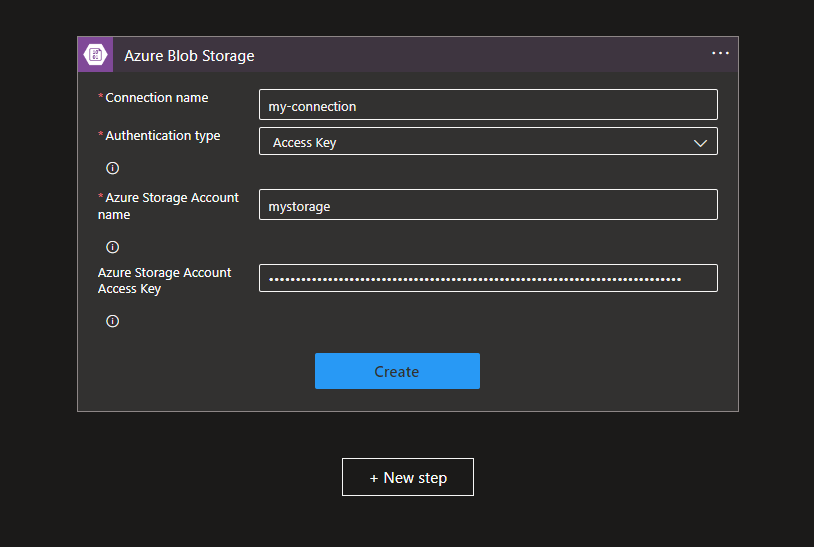 Azure Blob Storage
...
*Connection name
my-connection
*Authentication type
Access Key
*Azure Storage Account
name
mystorage
Azure Storage Account
Access Key
••••••••••••••••••••••••••••••••••••••••••••••••••••••••••••••••••••••••••••
Create
+ New step